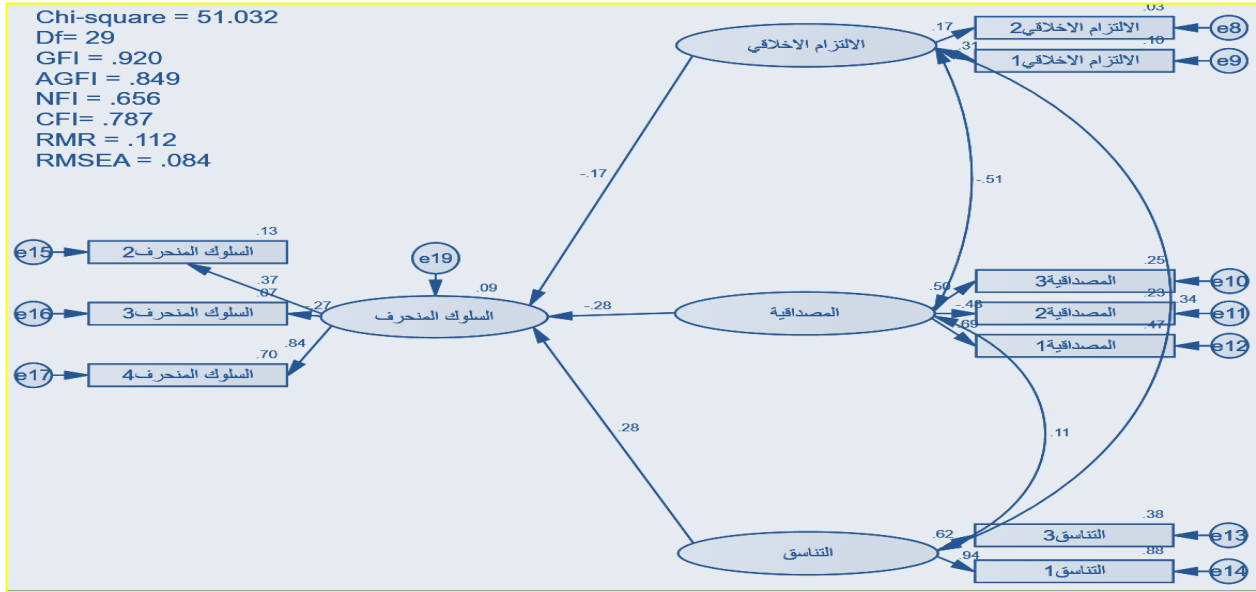 Chi-square = 51.032
Df= 29
GFI = .920
AGFI = .849
NFI = .656
CFI= .787
RMR = .112
RMSEA = .084
.03
.17
الالتزام الاخلاقي2
e8
الالتزام الاخلاقي
.31
.10
الالتزام الاخلاقي1
e9
-.17
-.51
.13
e15
السلوك المنحرف2
e19
.37
.07
e16
السلوك المنحرف3
-.27
.09
السلوك المنحرف
.84
.70
e17
السلوك المنحرف4
-.28
المصداقية
.25
.50
المصداقية3
e10
.23
.34
المصداقية2
e11
.69
.47
المصداقية1
e12
.11
.28
.38
.62
التناسق3
e13
التناسق
.88
.94
التناسق1
e14